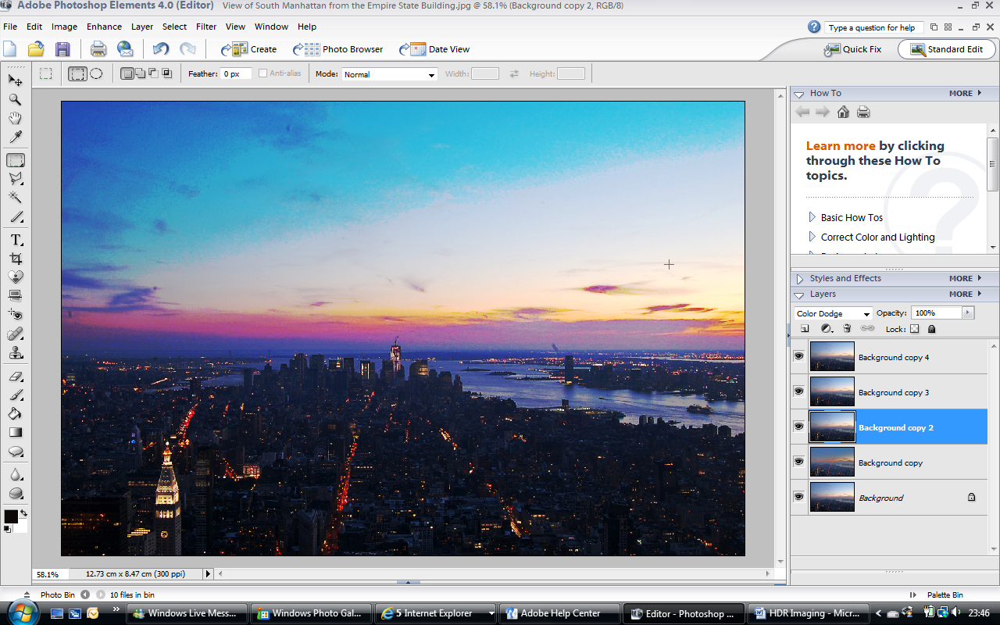 Adobe Photoshop Elements 4.0 (Editor) View of South Manhattan from the Empire State Building.jpg @ 58.1% (Background copy 2, RGB/8)
File Edit Image Enhance Layer Select Filter View Window Help
Type a question for help
Create Photo Browser Date View
Quick Fix Standard Edit
Feather: 0 px Anti-alias Mode: Normal Width: Height:
How To MORE
Learn more by clicking
through these How To
topics.
Basic How Tos
Correct Color and Lighting
Styles and Effects MORE
Layers MORE
Color Dodge Opacity: 100%
Lock:
Background copy 4
Background copy 3
Background copy 2
Background copy
Background
58.1% 12.73 cm x 8.47 cm (300 ppi)
Photo Bin 10 files in bin Palette Bin
Windows Live Mess... Windows Photo Gal... 5 Internet Explorer Adobe Help Center Editor - Photoshop ... HDR Imaging - Micr... 23:46